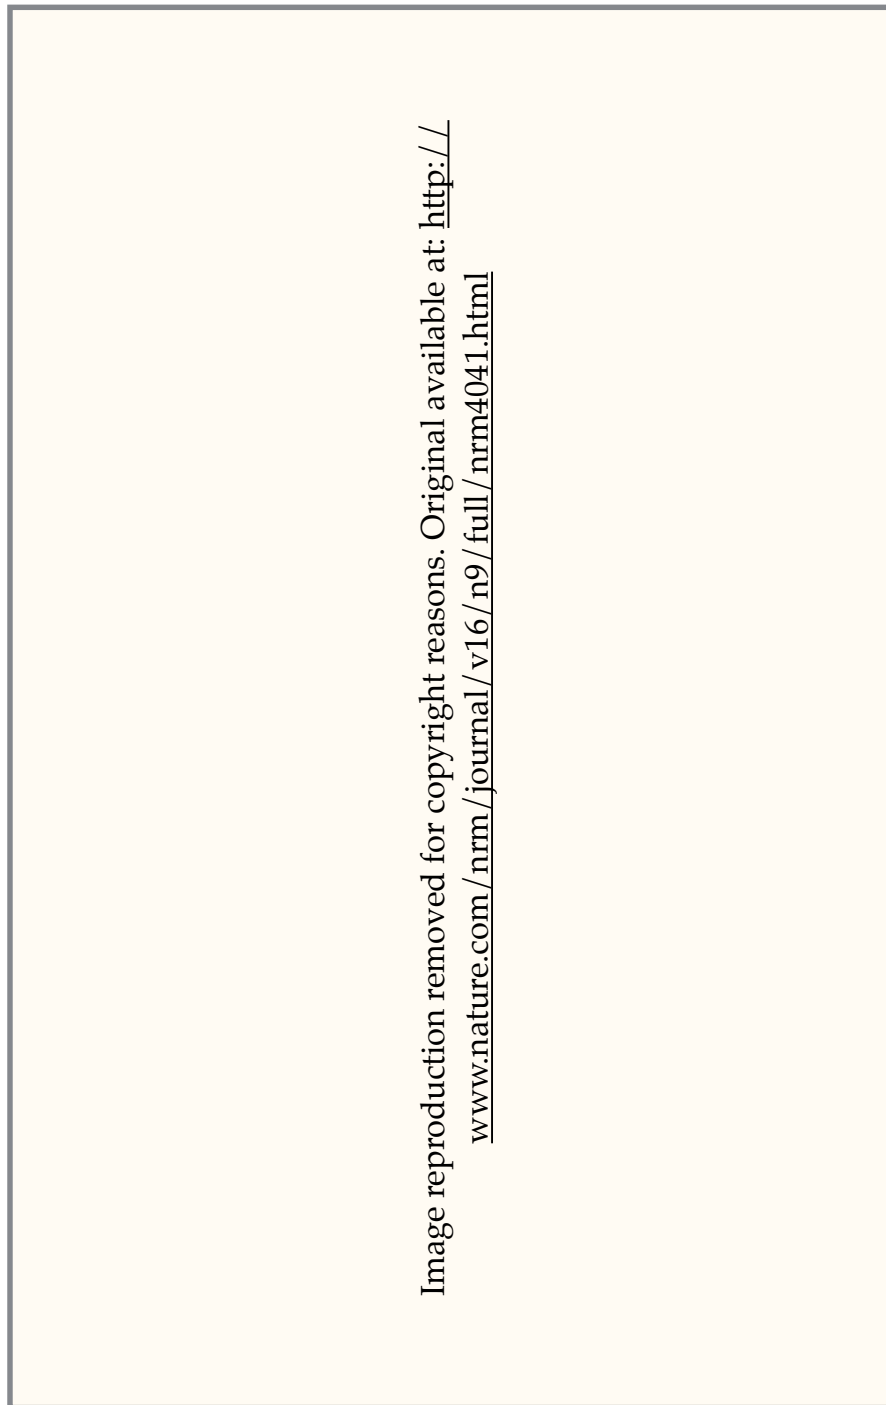 Image reproduction removed for copyright reasons. Original available at: http://
www.nature.com/nrm/journal/v16/n9/full/nrm4041.html